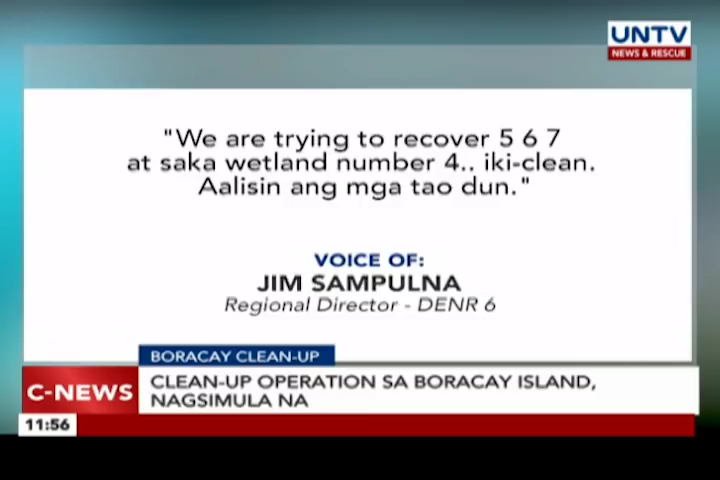 UNTV
NEWS & RESCUE
"We are trying to recover 5 6 7
at saka wetland number 4.. iki-clean.
Aalisin ang mga tao dun."
VOICE OF:
JIM SAMPULNA
Regional Director - DENR 6
BORACAY CLEAN-UP
C-NEWS
CLEAN-UP OPERATION SA BORACAY ISLAND,
NAGSIMULA NA
11:56